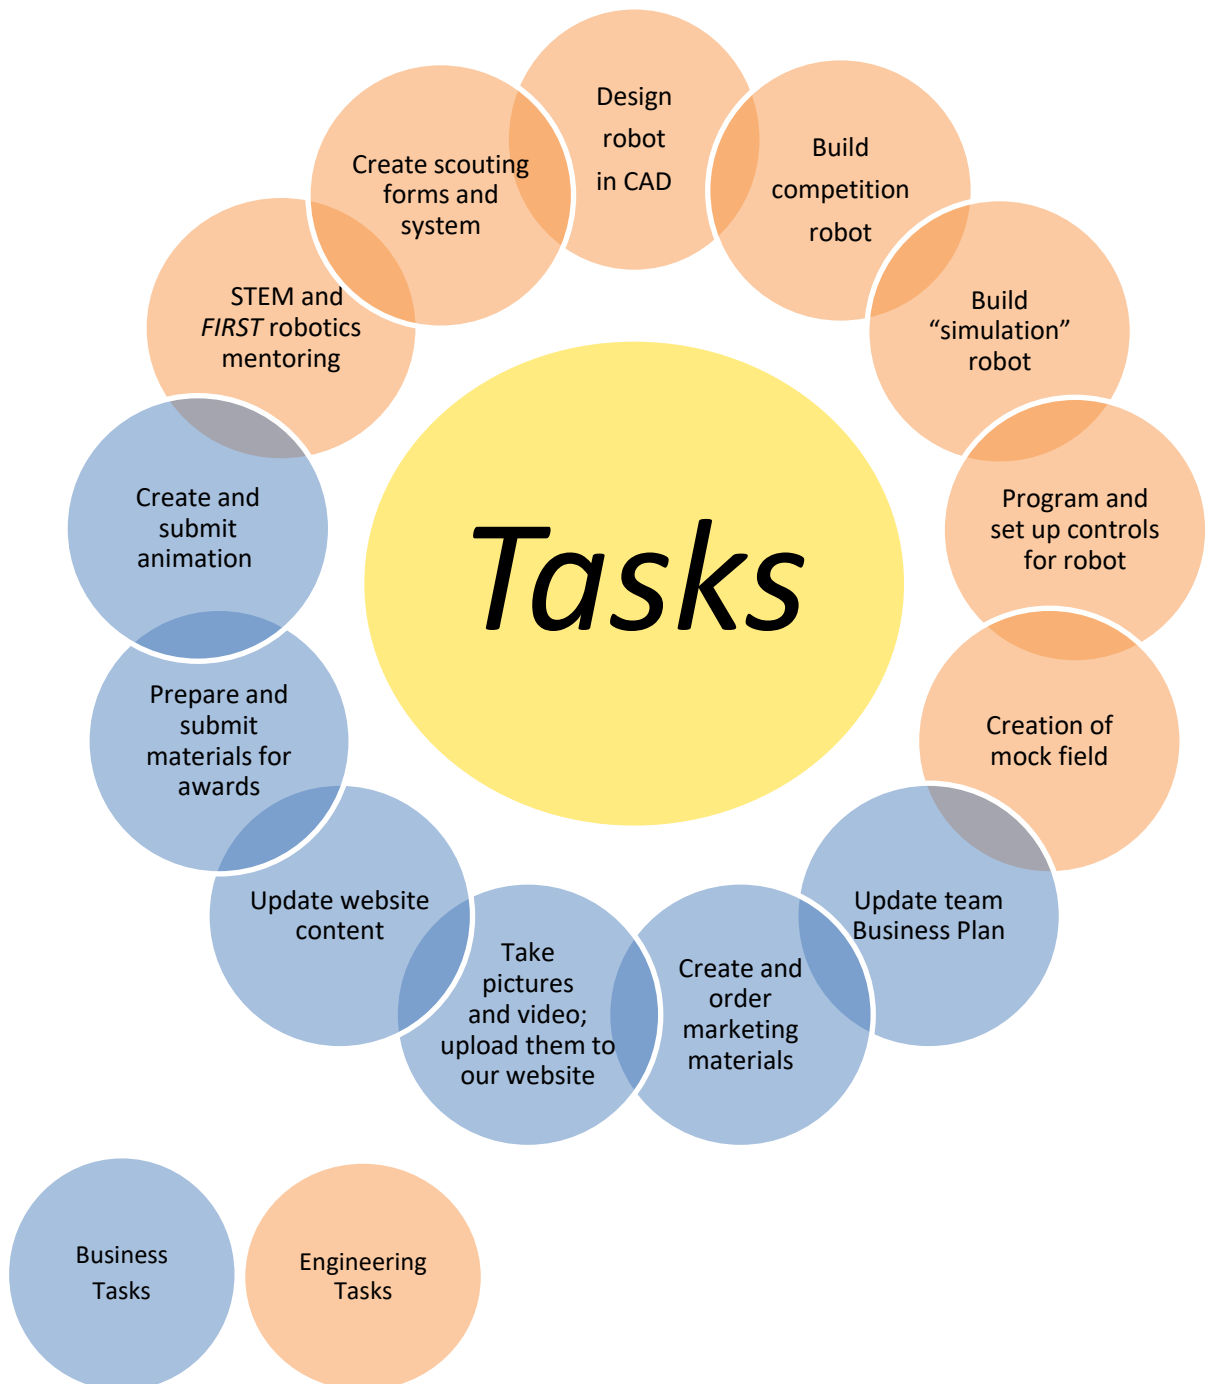 Design
robot
in CAD
Build
competition
robot
Build
“simulation”
robot
Program and
set up controls
for robot
Creation of
mock field
Update team
Business Plan
Create and
order
marketing
materials
Take
pictures
and video;
upload them to
our website
Update website
content
Prepare and
submit
materials for
awards
Create and
submit
animation
STEM and
FIRST robotics
mentoring
Create scouting
forms and
system
Tasks
Business
Tasks
Engineering
Tasks